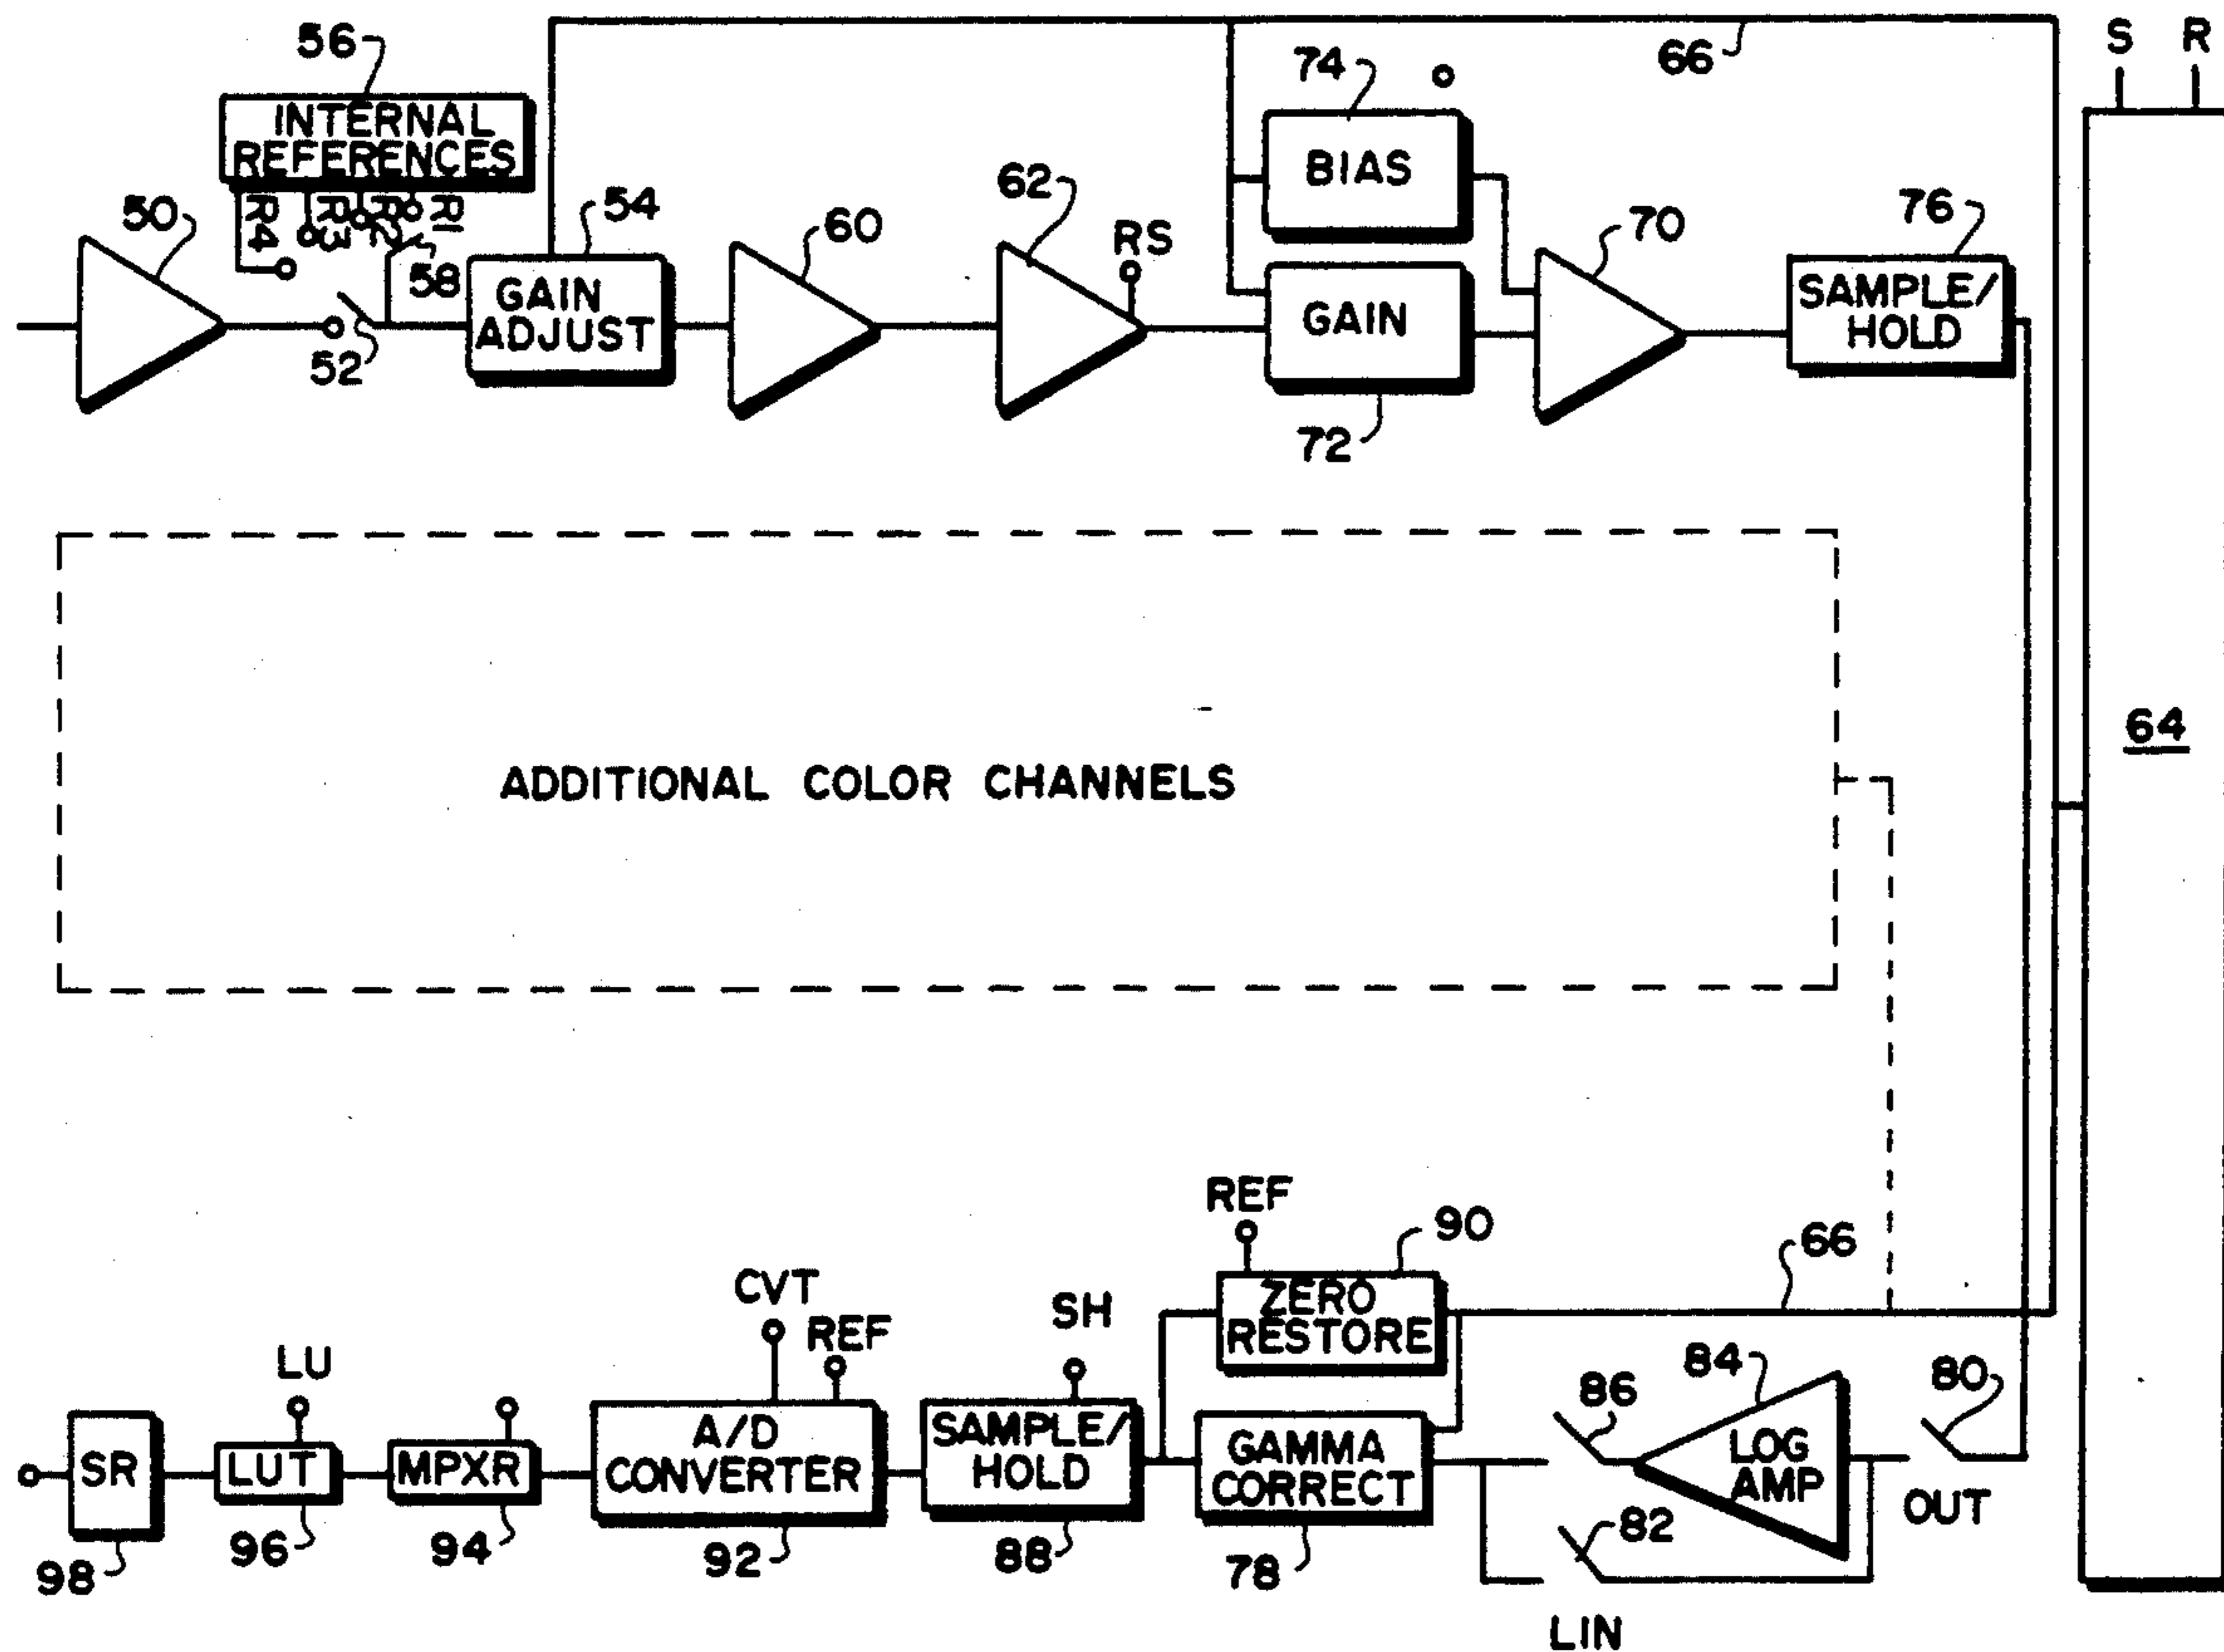 56
66
S R
74
INTERNAL
REFERENCES
BIAS
50
R4 R3 R2 R1
58
54
62
RS
70
76
60
GAIN
ADJUST
GAIN
SAMPLE/
HOLD
52
72
64
ADDITIONAL COLOR CHANNELS
REF
90
66
CVT
REF
SH
ZERO
RESTORE
84
80
LU
86
SR
LUT
MPXR
A/D
CONVERTER
SAMPLE/
HOLD
GAMMA
CORRECT
LOG
AMP
OUT
98
96
94
92
88
78
82
LIN